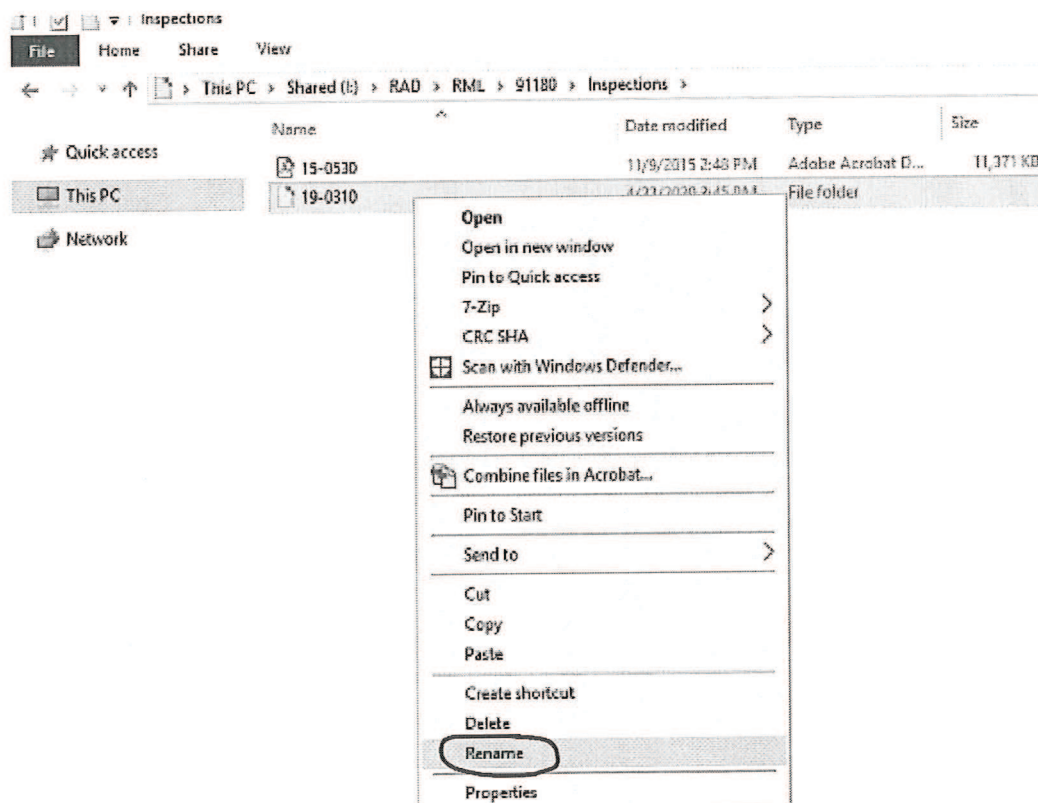 Inspections
File Home Share View
This PC > Shared (I:) > RAD > RML > 91180 > Inspections >
Name Date modified Type Size
Quick access
15-0530 11/9/2015 2:48 PM Adobe Acrobat D... 11,371 KB
This PC
19-0310 File folder
Network
Open
Open in new window
Pin to Quick access
7-Zip
CRC SHA
Scan with Windows Defender...
Always available offline
Restore previous versions
Combine files in Acrobat...
Pin to Start
Send to
Cut
Copy
Paste
Create shortcut
Delete
Rename
Properties